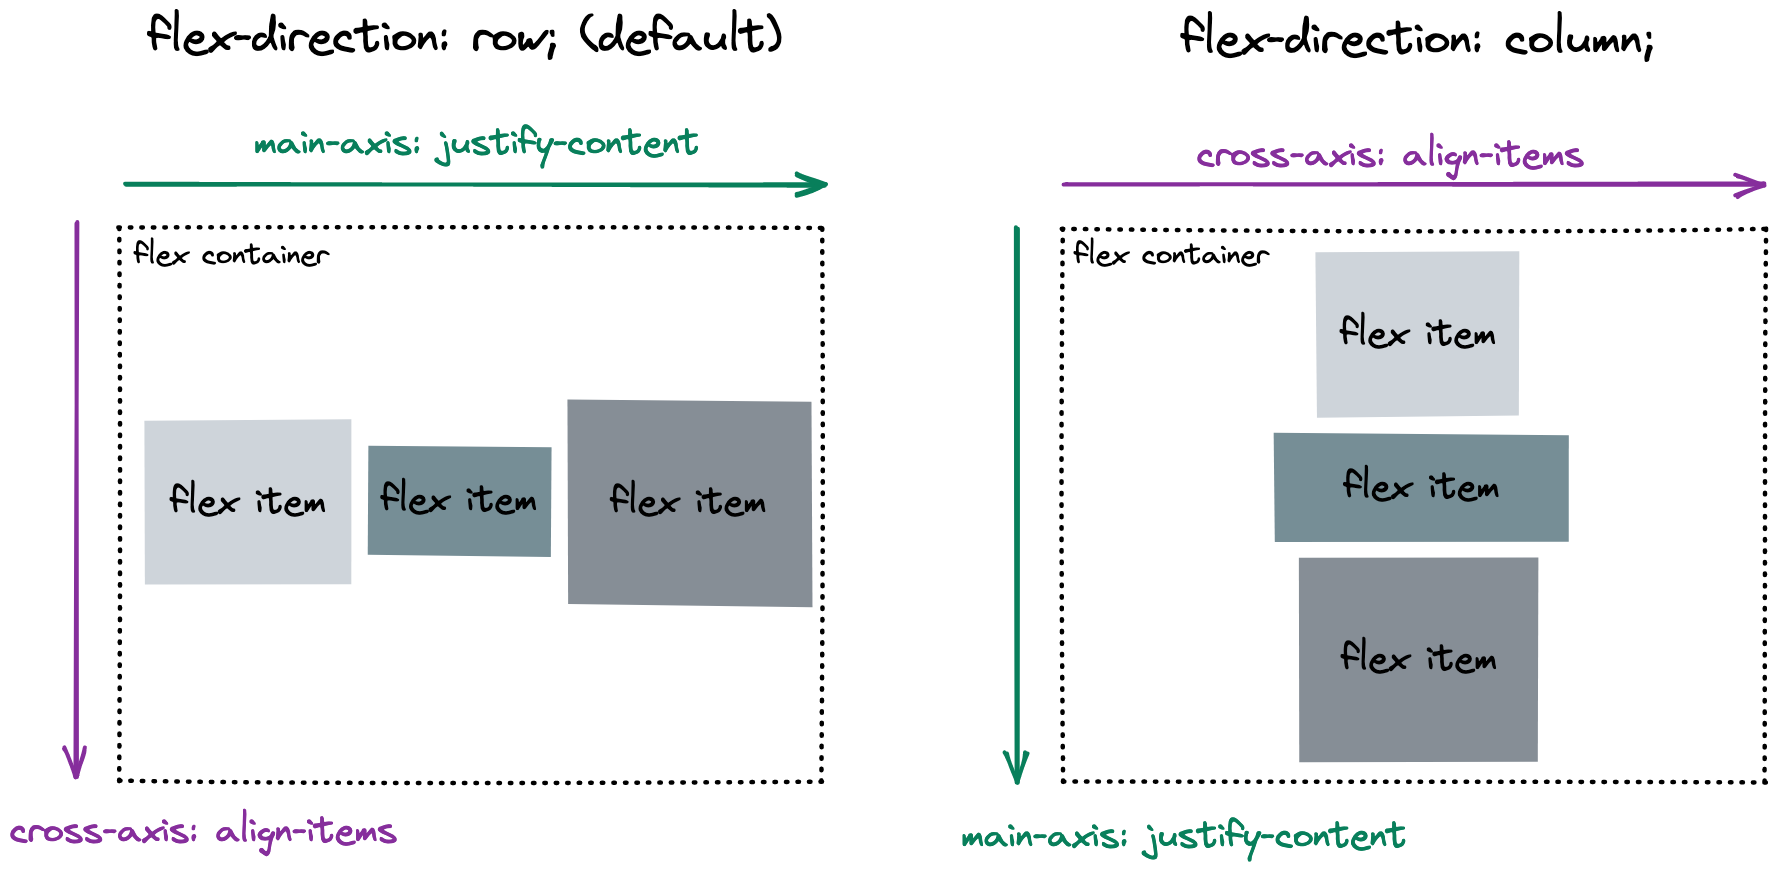 flex-direction: row; (default)
main-axis: justify-content
flex container
flex item
flex item
flex item
cross-axis: align-items
flex-direction: column;
cross-axis: align-items
flex container
flex item
flex item
flex item
main-axis: justify-content